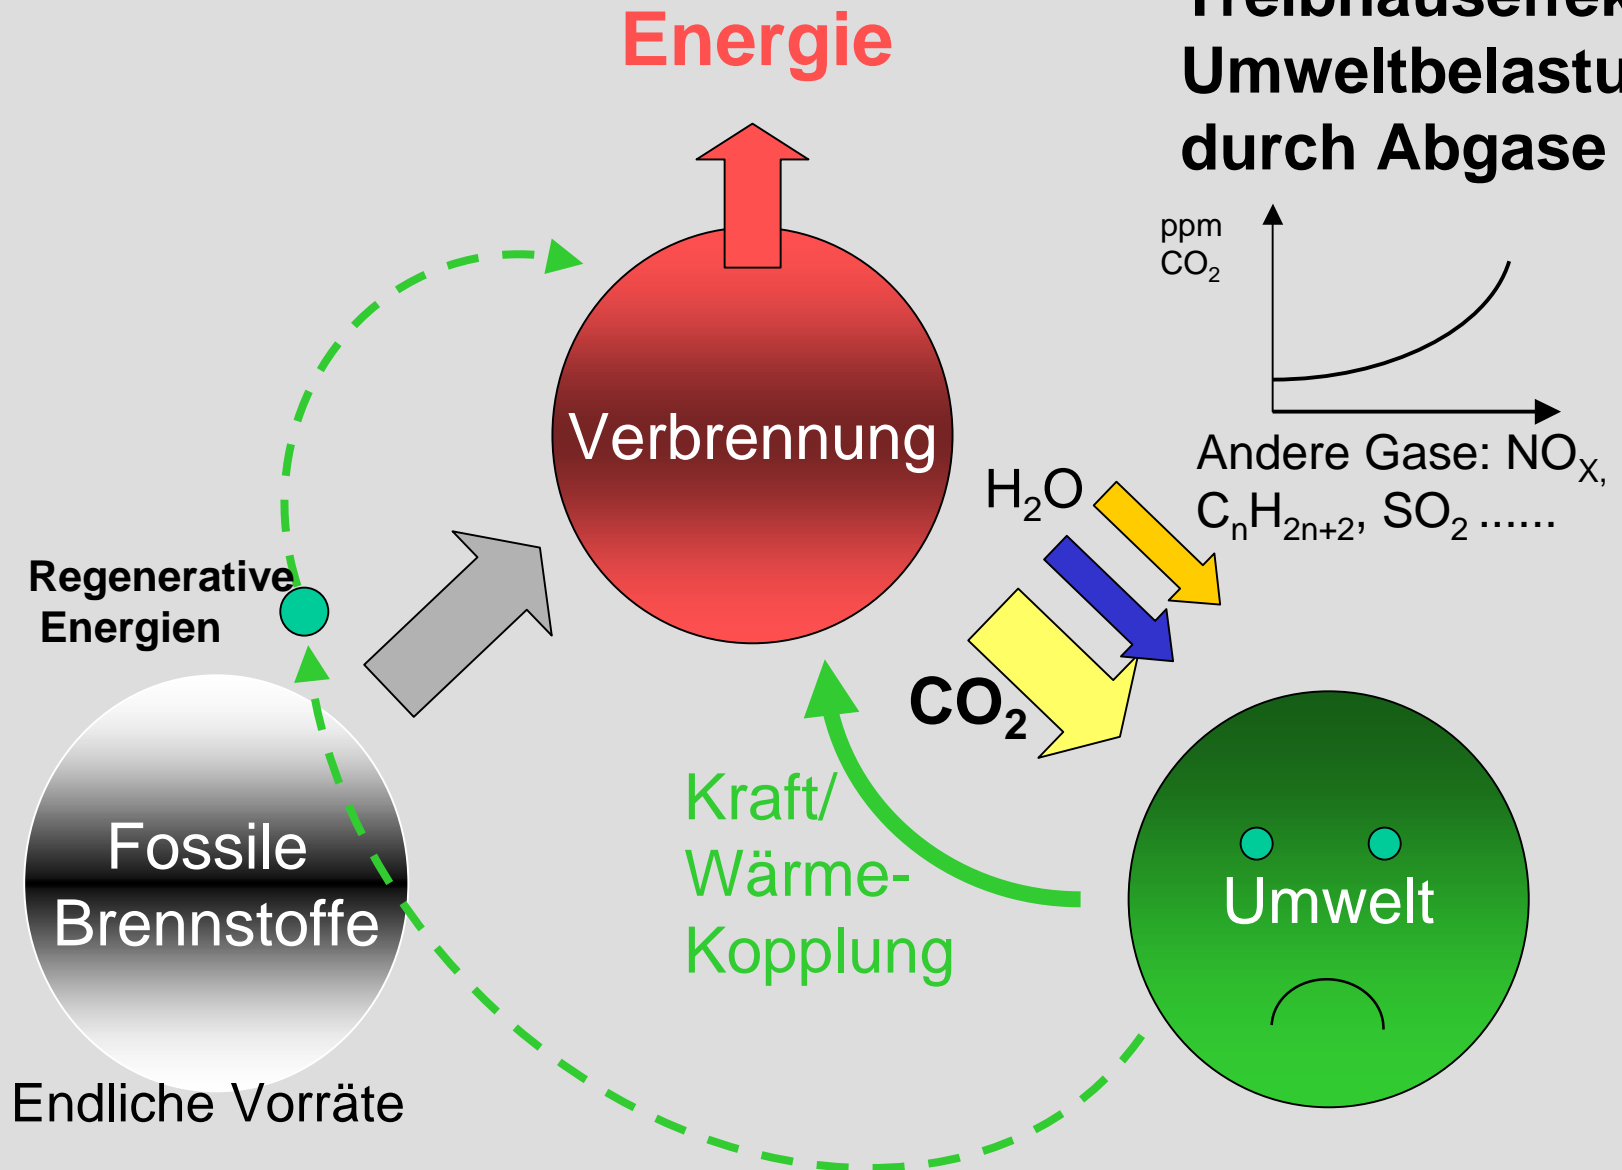 Energie
Umweltbelastu
durch Abgase
ppm
CO₂
Verbrennung
Andere Gase: NOₓ,
CₙH₂ₙ₊₂, SO₂ ......
H₂O
Regenerative
Energien
CO₂
Kraft/
Wärme-
Kopplung
Fossile
Brennstoffe
Umwelt
Endliche Vorräte